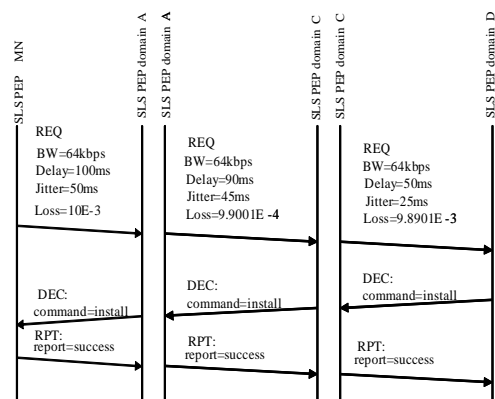 SLS PEP MN
SLS PEP domain A
SLS PEP domain A
SLS PEP domain C
SLS PEP domain C
SLS PEP domain D
REQ
BW=64kbps
Delay=100ms
Jitter=50ms
Loss=10E-3
REQ
BW=64kbps
Delay=90ms
Jitter=45ms
Loss=9.9001E -4
REQ
BW=64kbps
Delay=50ms
Jitter=25ms
Loss=9.8901E -3
DEC:
command=install
DEC:
command=install
DEC:
command=install
RPT:
report=success
RPT:
report=success
RPT:
report=success